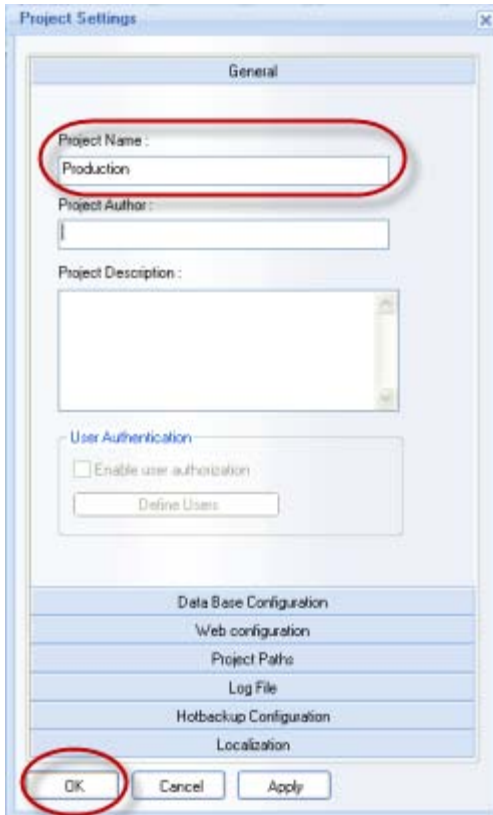 Project Settings
General
Project Name :
Production
Project Author :
Project Description :
User Authentication
Enable user authorization
Define Users
Data Base Configuration
Web configuration
Project Paths
Log File
Hotbackup Configuration
Localization
OK Cancel Apply